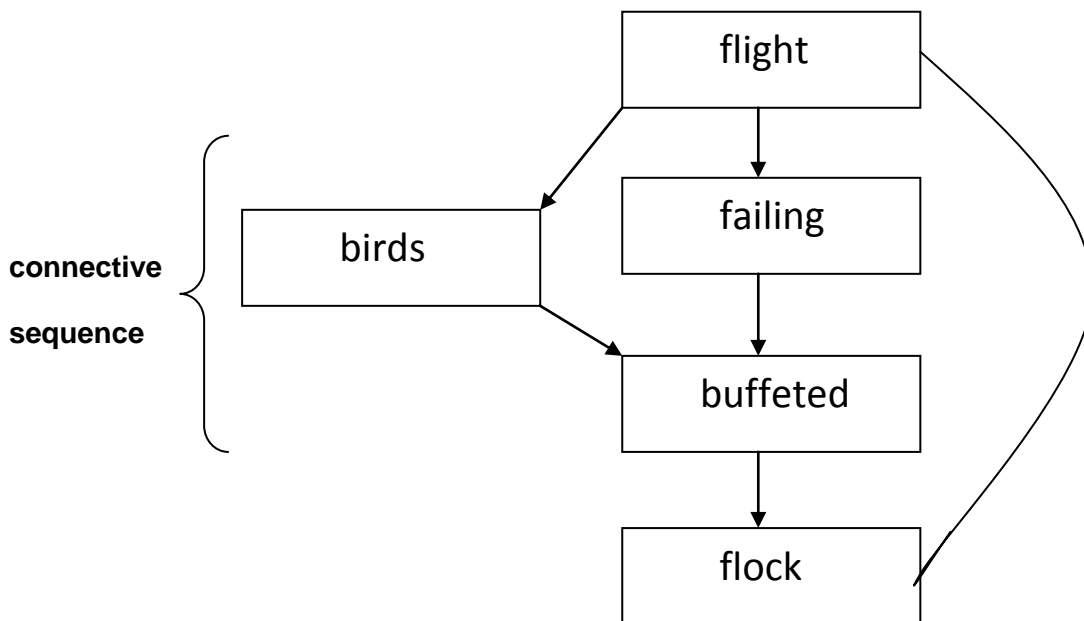 flight
failing
birds
connective
sequence
buffeted
flock